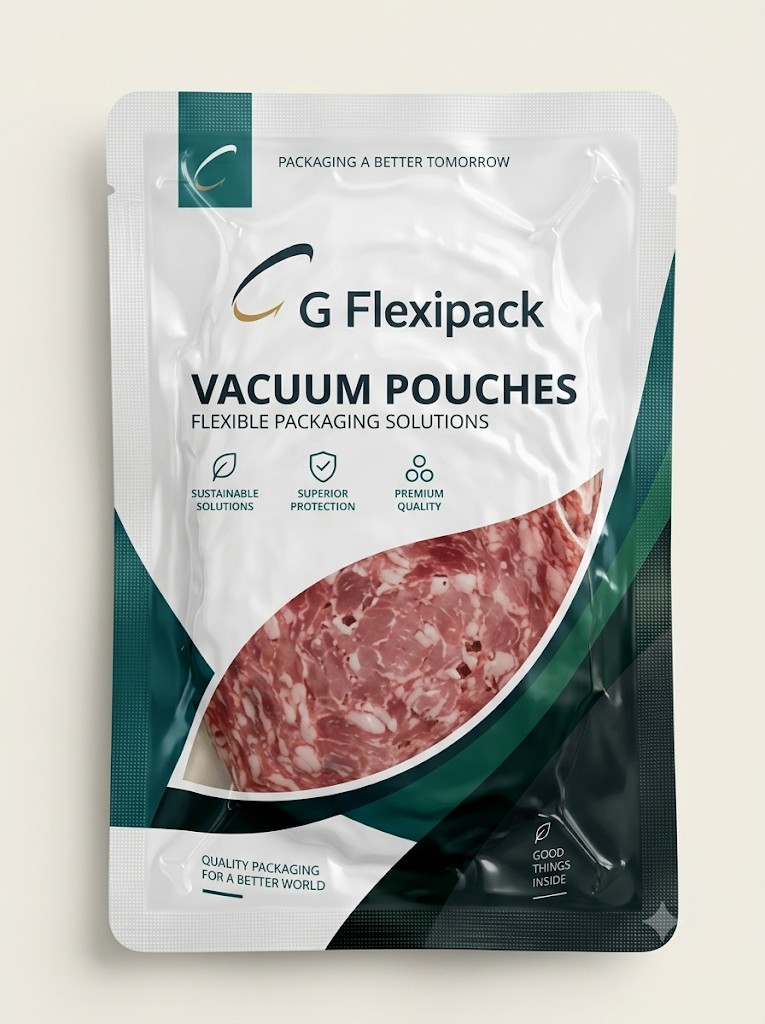 PACKAGING A BETTER TOMORROW
G Flexipack
VACUUM POUCHES
FLEXIBLE PACKAGING SOLUTIONS
SUSTAINABLE
SOLUTIONS
SUPERIOR
PROTECTION
PREMIUM
QUALITY
QUALITY PACKAGING
FOR A BETTER WORLD
GOOD
THINGS
INSIDE